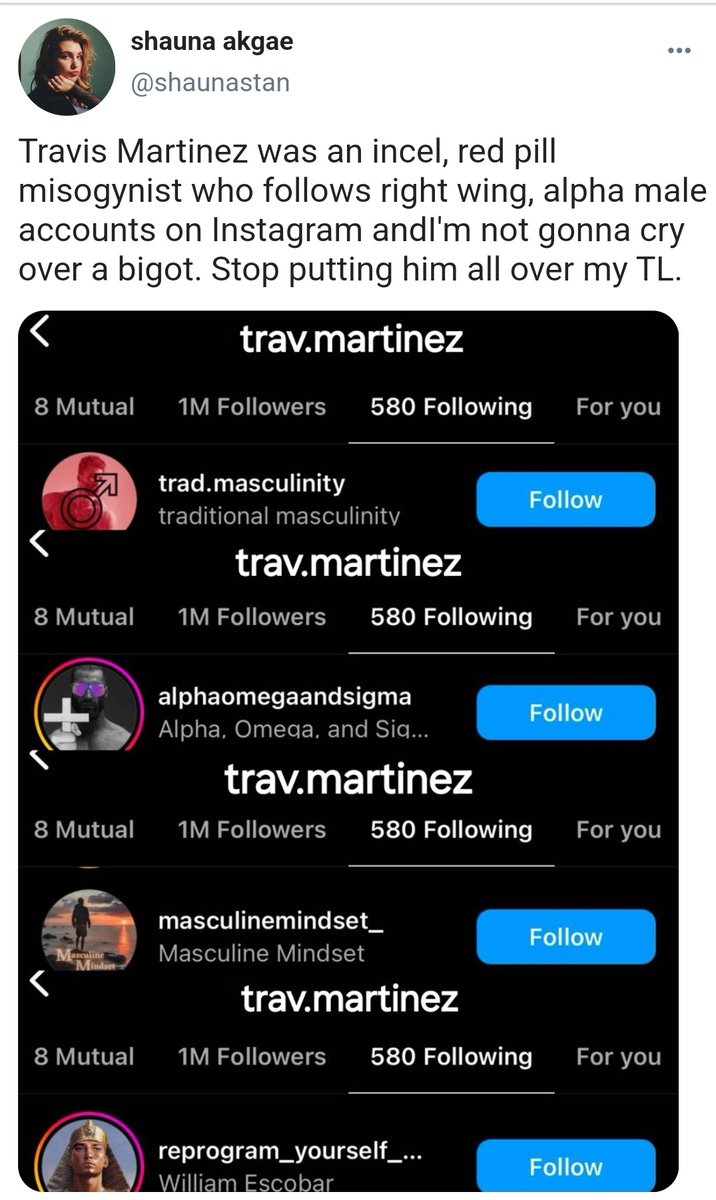 shauna akgae
@shaunastan
Travis Martinez was an incel, red pill
misogynist who follows right wing, alpha male
accounts on Instagram andI'm not gonna cry
over a bigot. Stop putting him all over my TL.
trav.martinez
8 Mutual 1M Followers 580 Following For you
trad.masculinity
traditional masculinity
Follow
trav.martinez
8 Mutual 1M Followers 580 Following For you
alphaomegaandsigma
Alpha, Omega, and Sig...
Follow
trav.martinez
8 Mutual 1M Followers 580 Following For you
Masculine
Mindset
masculinemindset_
Masculine Mindset
Follow
trav.martinez
8 Mutual 1M Followers 580 Following For you
reprogram_yourself_...
William Escobar
Follow